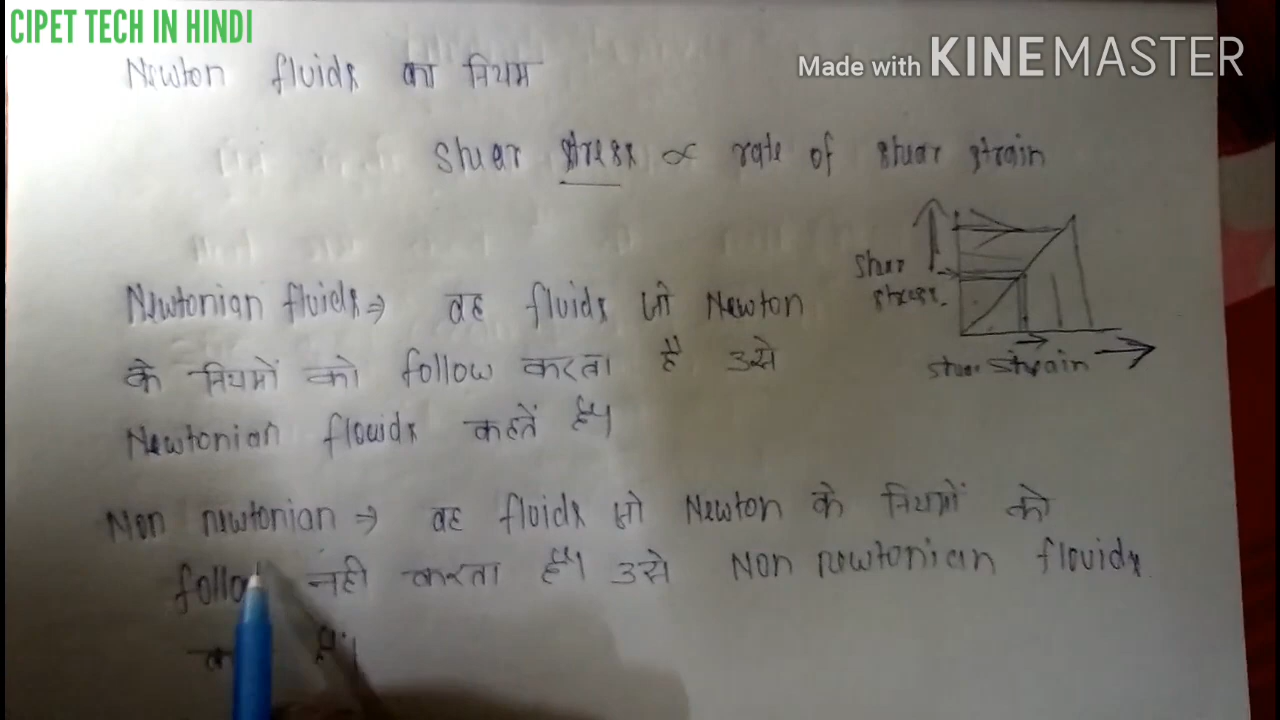 CIPET TECH IN HINDI
Made with KINEMASTER
Newton fluids का नियम
Shear stress ∝ rate of shear strain
Shear
stress.
shear strain
Newtonian fluids ⇒ वह fluids जो Newton
के नियमों को follow करता है उसे
Newtonian flouids कहतें हैं।
Non newtonian ⇒ वह fluids जो Newton के नियमों को
follow नही करता हैं। उसे Non newtonian flouids
हैं।